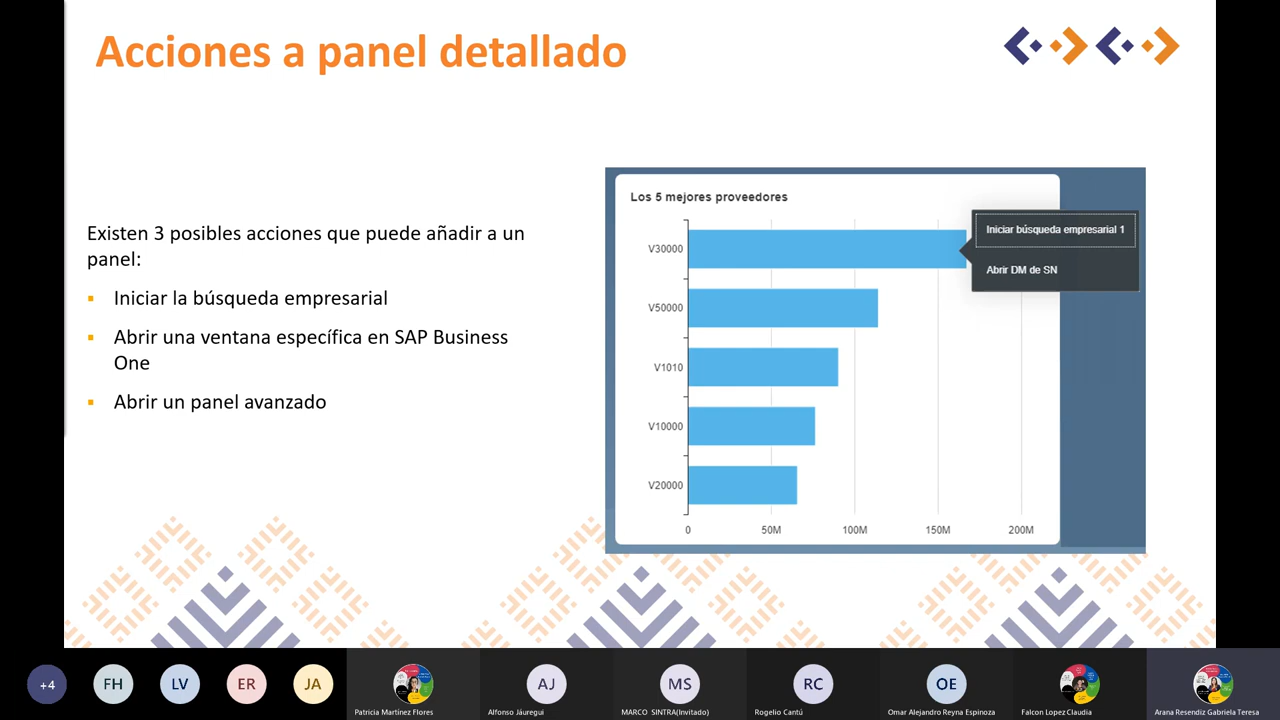 Acciones a panel detallado
Existen 3 posibles acciones que puede añadir a un
panel:
Iniciar la búsqueda empresarial
Abrir una ventana específica en SAP Business
One
Abrir un panel avanzado
Los 5 mejores proveedores
V30000
V50000
V1010
V10000
V20000
0
50M
100M
150M
200M
Iniciar búsqueda empresarial 1
Abrir DM de SN
+4
FH
LV
ER
JA
Patricia Martínez Flores
AJ
Alfonso Jáuregui
MS
MARCO SINTRA(Invitado)
RC
Rogelio Cantú
OE
Omar Alejandro Reyna Espinoza
Falcon Lopez Claudia
Arana Resendiz Gabriela Teresa